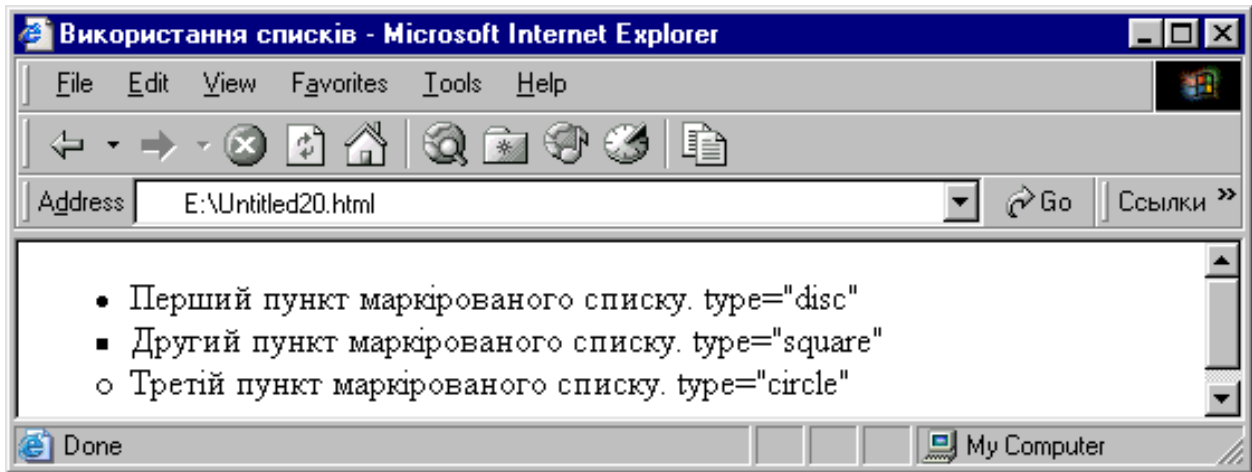 Використання списків - Microsoft Internet Explorer
File Edit View Favorites Tools Help
Address E:\Untitled20.html Go Ссылки »
Перший пункт маркірованого списку. type="disc"
Другий пункт маркірованого списку. type="square"
Третій пункт маркірованого списку. type="circle"
Done My Computer